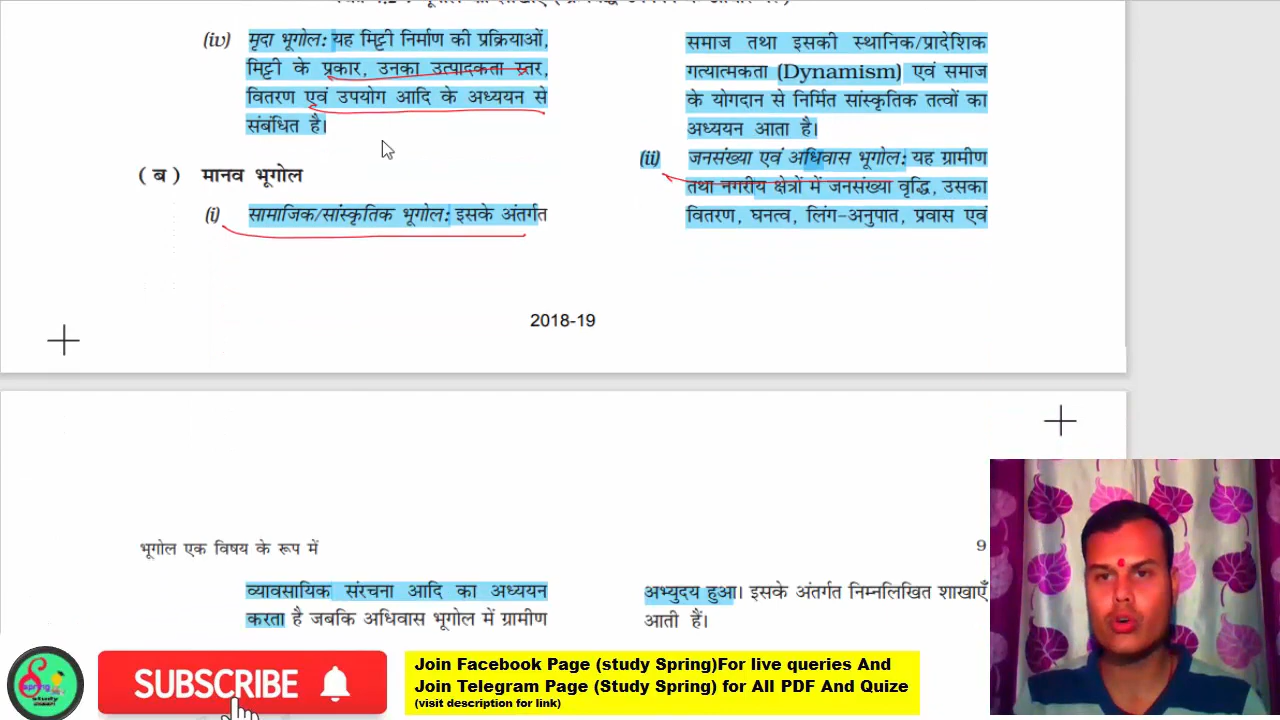 (iv) मृदा भूगोल: यह मिट्टी निर्माण की प्रक्रियाओं,
मिट्टी के प्रकार, उनका उत्पादकता स्तर,
वितरण एवं उपयोग आदि के अध्ययन से
संबंधित है।
( ब ) मानव भूगोल
(i) सामाजिक/सांस्कृतिक भूगोल: इसके अंतर्गत
समाज तथा इसकी स्थानिक/प्रादेशिक
गत्यात्मकता (Dynamism) एवं समाज
के योगदान से निर्मित सांस्कृतिक तत्वों का
अध्ययन आता है।
(ii) जनसंख्या एवं अधिवास भूगोल: यह ग्रामीण
तथा नगरीय क्षेत्रों में जनसंख्या वृद्धि, उसका
वितरण, घनत्व, लिंग-अनुपात, प्रवास एवं
2018-19
भूगोल एक विषय के रूप में
9
व्यावसायिक संरचना आदि का अध्ययन
करता है जबकि अधिवास भूगोल में ग्रामीण
अभ्युदय हुआ। इसके अंतर्गत निम्नलिखित शाखाएँ
आती हैं।
SUBSCRIBE
Join Facebook Page (study Spring)For live queries And
Join Telegram Page (Study Spring) for All PDF And Quize
(visit description for link)